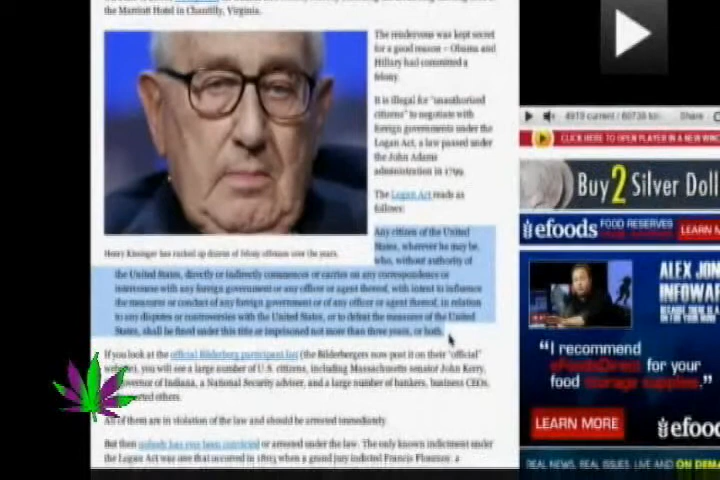 the Marriott Hotel in Chantilly, Virginia.
The rendezvous was kept secret
for a good reason – Obama and
Hillary had committed a
felony.
It is illegal for "unauthorized
citizens" to negotiate with
foreign governments under the
Logan Act, a law passed under
the John Adams
administration in 1799.
The Logan Act reads as
follows:
Henry Kissinger has racked up dozens of felony offenses over the years.
Any citizen of the United
States, wherever he may be,
who, without authority of
the United States, directly or indirectly commences or carries on any correspondence or
intercourse with any foreign government or any officer or agent thereof, with intent to influence
the measures or conduct of any foreign government or of any officer or agent thereof, in relation
to any disputes or controversies with the United States, or to defeat the measures of the United
States, shall be fined under this title or imprisoned not more than three years, or both.
If you look at the official Bilderberg participant list (the Bilderbergers now post it on their "official"
you will see a large number of U.S. citizens, including Massachusetts senator John Kerry,
governor of Indiana, a National Security adviser, and a large number of bankers, business CEOs,
others.
All of them are in violation of the law and should be arrested immediately.
But then nobody has ever been convicted or arrested under the law. The only known indictment under
the Logan Act was one that occurred in 1803 when a grand jury indicted Francis Flournoy, a
current / Share
CLICK HERE TO OPEN PLAYER IN A NEW WIN
Buy 2 Silver Doll
efoods FOOD RESERVES LEARN M
ALEX JON
INFOWAR
"I recommend
eFoodsDirect for your
food storage supplies."
LEARN MORE
efood
REAL NEWS, REAL ISSUES, LIVE AND ON DEMA